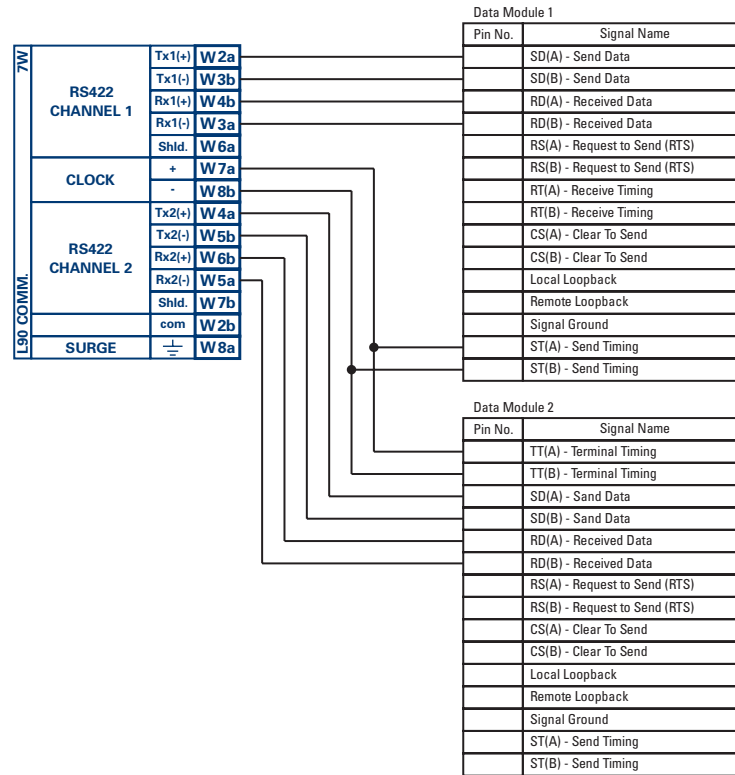 7W
L90 COMM.
RS422
CHANNEL 1
Tx1(+) W2a
Tx1(-) W3b
Rx1(+) W4b
Rx1(-) W3a
Shld. W6a
CLOCK
+ W7a
- W8b
RS422
CHANNEL 2
Tx2(+) W4a
Tx2(-) W5b
Rx2(+) W6b
Rx2(-) W5a
Shld. W7b
com W2b
SURGE W8a
Data Module 1
Pin No. Signal Name
SD(A) - Send Data
SD(B) - Send Data
RD(A) - Received Data
RD(B) - Received Data
RS(A) - Request to Send (RTS)
RS(B) - Request to Send (RTS)
RT(A) - Receive Timing
RT(B) - Receive Timing
CS(A) - Clear To Send
CS(B) - Clear To Send
Local Loopback
Remote Loopback
Signal Ground
ST(A) - Send Timing
ST(B) - Send Timing
Data Module 2
Pin No. Signal Name
TT(A) - Terminal Timing
TT(B) - Terminal Timing
SD(A) - Sand Data
SD(B) - Sand Data
RD(A) - Received Data
RD(B) - Received Data
RS(A) - Request to Send (RTS)
RS(B) - Request to Send (RTS)
CS(A) - Clear To Send
CS(B) - Clear To Send
Local Loopback
Remote Loopback
Signal Ground
ST(A) - Send Timing
ST(B) - Send Timing